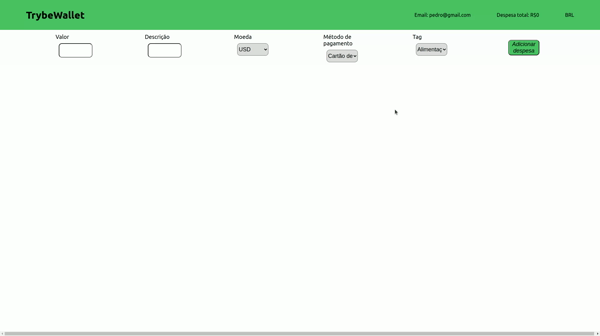 TrybeWallet
Email: pedro@gmail.com
Despesa total: R$0
BRL
Valor
Descrição
Moeda
USD
Método de
pagamento
Cartão de
Tag
Alimentaç
Adicionar
despesa